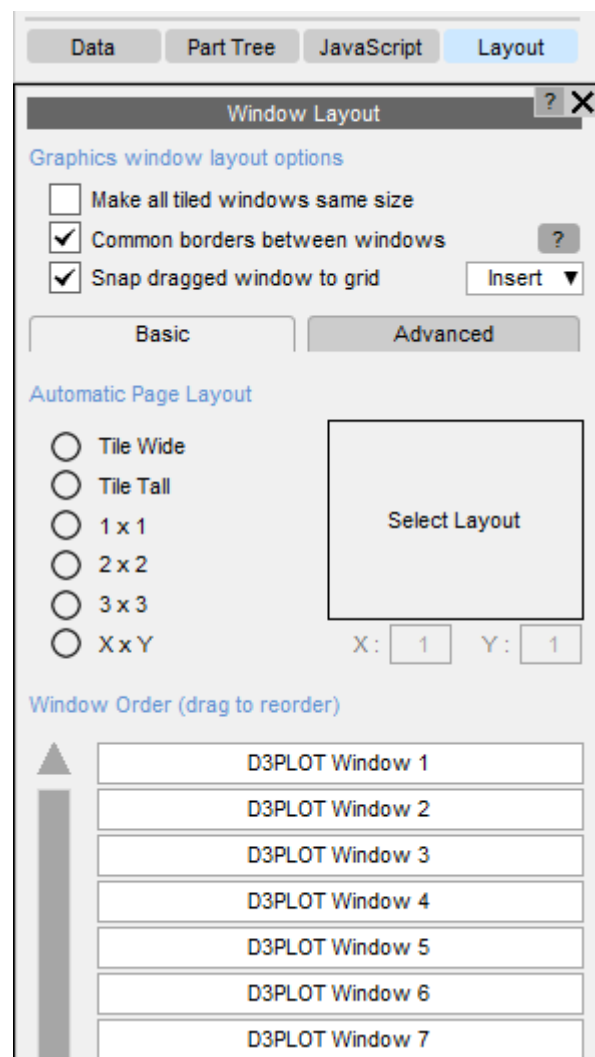 Data Part Tree JavaScript Layout
Window Layout ?
Graphics window layout options
Make all tiled windows same size
Common borders between windows ?
Snap dragged window to grid Insert
Basic Advanced
Automatic Page Layout
Tile Wide
Tile Tall
1 x 1
2 x 2
3 x 3
X x Y
Select Layout
X : 1 Y : 1
Window Order (drag to reorder)
D3PLOT Window 1
D3PLOT Window 2
D3PLOT Window 3
D3PLOT Window 4
D3PLOT Window 5
D3PLOT Window 6
D3PLOT Window 7